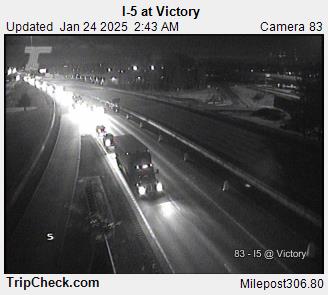 I-5 at Victory
Updated Jan 24 2025 2:43 AM Camera 83
S
83 - I5 @ Victory
TripCheck.com Milepost306.80